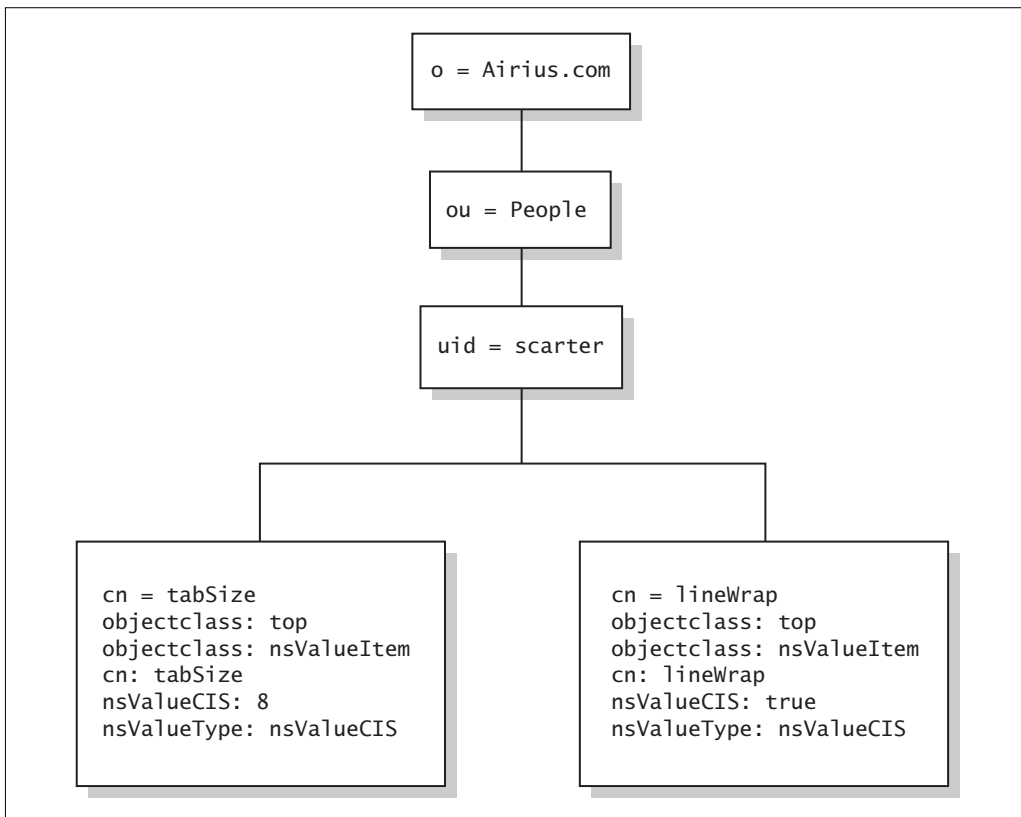 o = Airius.com
ou = People
uid = scarter
cn = tabSize
objectclass: top
objectclass: nsValueItem
cn: tabSize
nsValueCIS: 8
nsValueType: nsValueCIS
cn = lineWrap
objectclass: top
objectclass: nsValueItem
cn: lineWrap
nsValueCIS: true
nsValueType: nsValueCIS